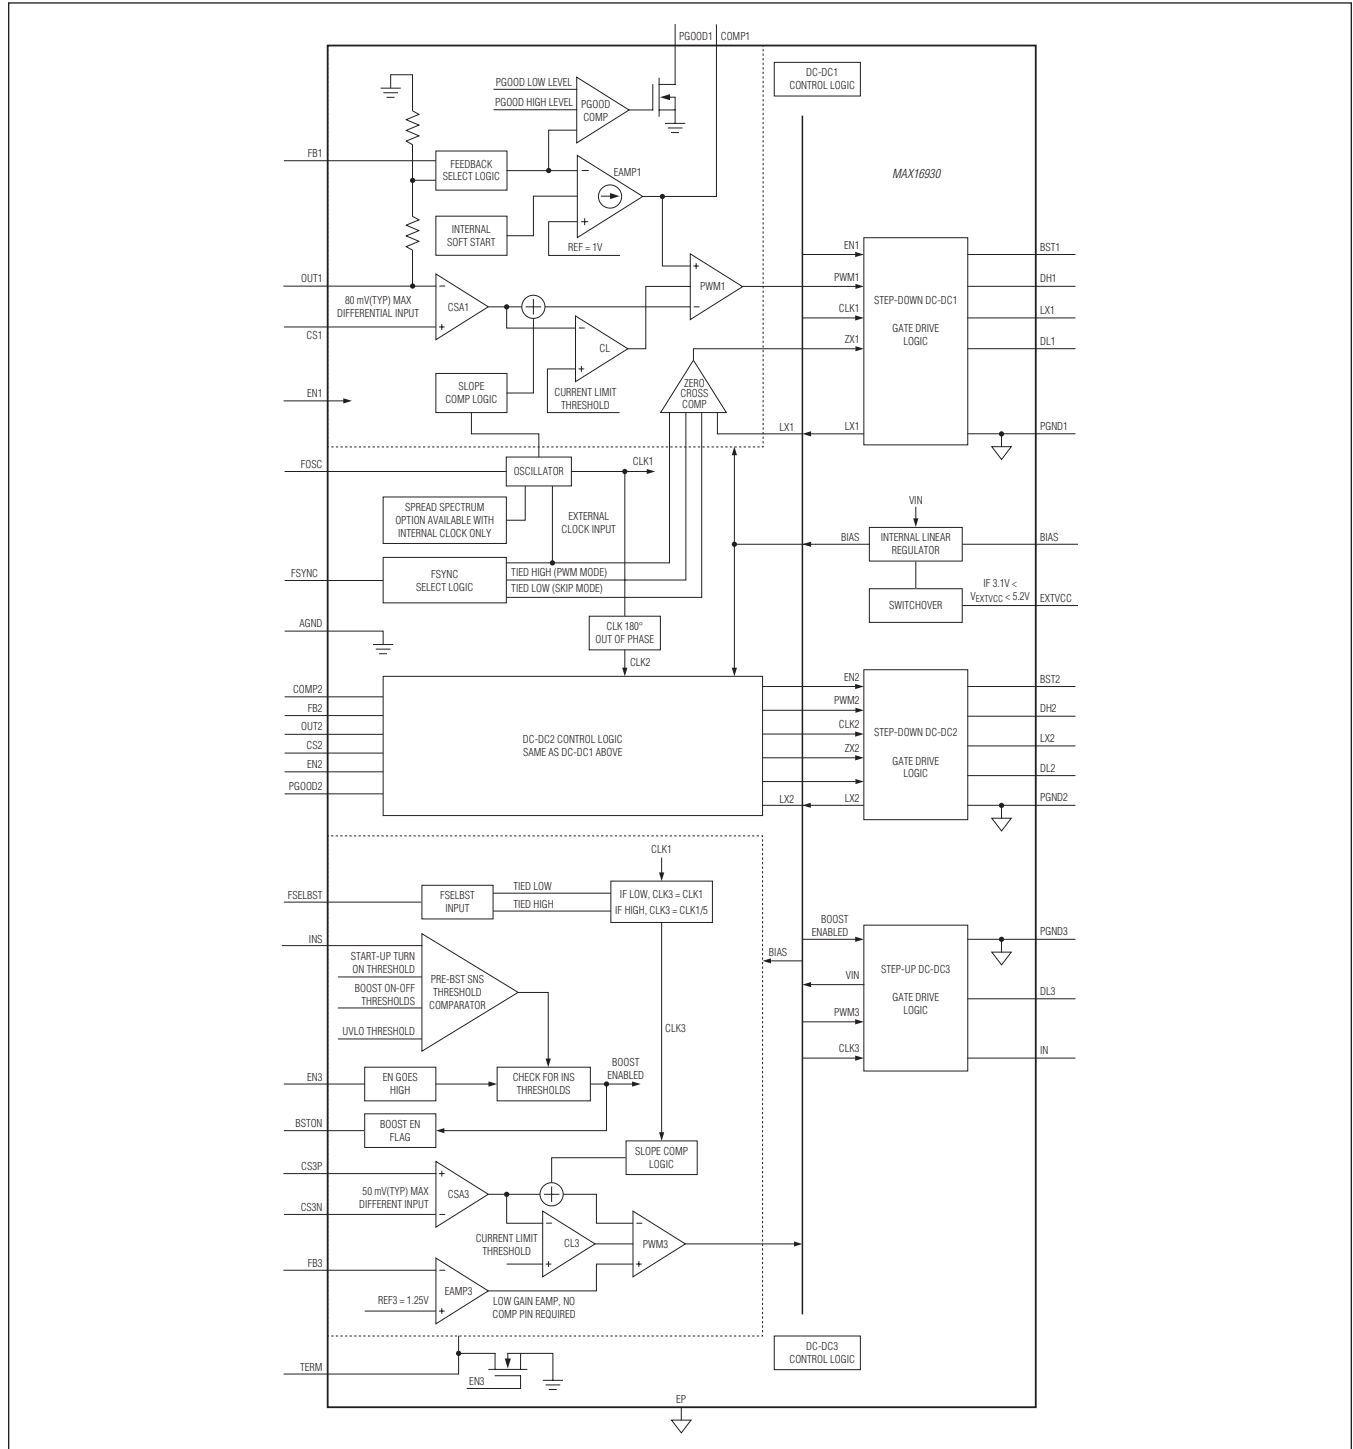 PGOOD1
COMP1
DC-DC1
CONTROL LOGIC
PGOOD LOW LEVEL
PGOOD HIGH LEVEL
PGOOD
COMP
FB1
FEEDBACK
SELECT LOGIC
EAMP1
MAX16930
INTERNAL
SOFT START
REF = 1V
OUT1
80 mV(TYP) MAX
DIFFERENTIAL INPUT
CS1
CSA1
PWM1
CL
EN1
SLOPE
COMP LOGIC
CURRENT LIMIT
THRESHOLD
ZERO
CROSS
COMP
EN1
PWM1
CLK1
ZX1
LX1
LX1
STEP-DOWN DC-DC1
GATE DRIVE
LOGIC
BST1
DH1
LX1
DL1
PGND1
FOSC
OSCILLATOR
CLK1
SPREAD SPECTRUM
OPTION AVAILABLE WITH
INTERNAL CLOCK ONLY
EXTERNAL
CLOCK INPUT
VIN
BIAS
INTERNAL LINEAR
REGULATOR
BIAS
FSYNC
FSYNC
SELECT LOGIC
TIED HIGH (PWM MODE)
TIED LOW (SKIP MODE)
SWITCHOVER
IF 3.1V <
VEXTVCC < 5.2V
EXTVCC
AGND
CLK 180°
OUT OF PHASE
CLK2
COMP2
FB2
OUT2
CS2
EN2
PGOOD2
DC-DC2 CONTROL LOGIC
SAME AS DC-DC1 ABOVE
EN2
PWM2
CLK2
ZX2
LX2
LX2
STEP-DOWN DC-DC2
GATE DRIVE
LOGIC
BST2
DH2
LX2
DL2
PGND2
CLK1
FSELBST
FSELBST
INPUT
TIED LOW
TIED HIGH
IF LOW, CLK3 = CLK1
IF HIGH, CLK3 = CLK1/5
INS
START-UP TURN
ON THRESHOLD
BOOST ON-OFF
THRESHOLDS
UVLO THRESHOLD
PRE-BST SNS
THRESHOLD
COMPARATOR
CLK3
BIAS
BOOST
ENABLED
VIN
PWM3
CLK3
STEP-UP DC-DC3
GATE DRIVE
LOGIC
PGND3
DL3
IN
EN3
EN GOES
HIGH
CHECK FOR INS
THRESHOLDS
BOOST
ENABLED
BSTON
BOOST EN
FLAG
SLOPE COMP
LOGIC
CS3P
50 mV(TYP) MAX
DIFFERENT INPUT
CS3N
CSA3
CURRENT LIMIT
THRESHOLD
CL3
PWM3
FB3
REF3 = 1.25V
EAMP3
LOW GAIN EAMP, NO
COMP PIN REQUIRED
DC-DC3
CONTROL LOGIC
TERM
EN3
EP